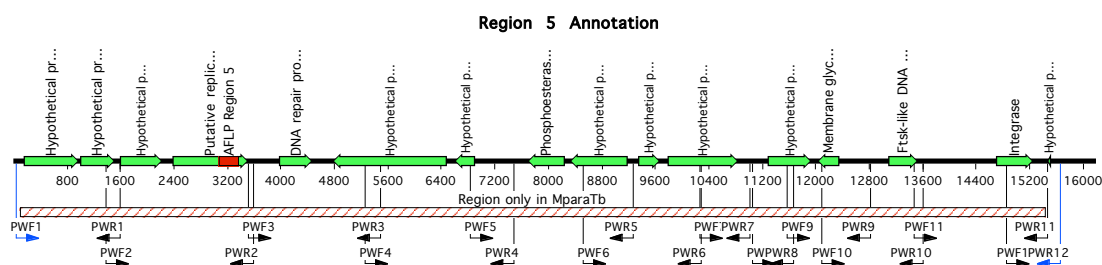 Region 5 Annotation
Hypothetical pr...
Hypothetical pr...
Hypothetical p...
Putative replic...
AFLP Region 5
DNA repair pro...
Hypothetical p...
Hypothetical p...
Phosphoesteras...
Hypothetical p...
Hypothetical p...
Hypothetical p...
Hypothetical p...
Membrane glyc...
Ftsk-like DNA ...
Integrase
Hypothetical p...
800 1600 2400 3200 4000 4800 5600 6400 7200 8000 8800 9600 10400 11200 12000 12800 13600 14400 15200 16000
Region only in MparaTb
PWF1 PWR1 PWF3 PWR3 PWF5 PWR5 PWF PWR7 PWF9 PWR9 PWF11 PWR11
PWF2 PWR2 PWF4 PWR4 PWF6 PWR6 PWF PWR8 PWF10 PWR10 PWF1 PWR12